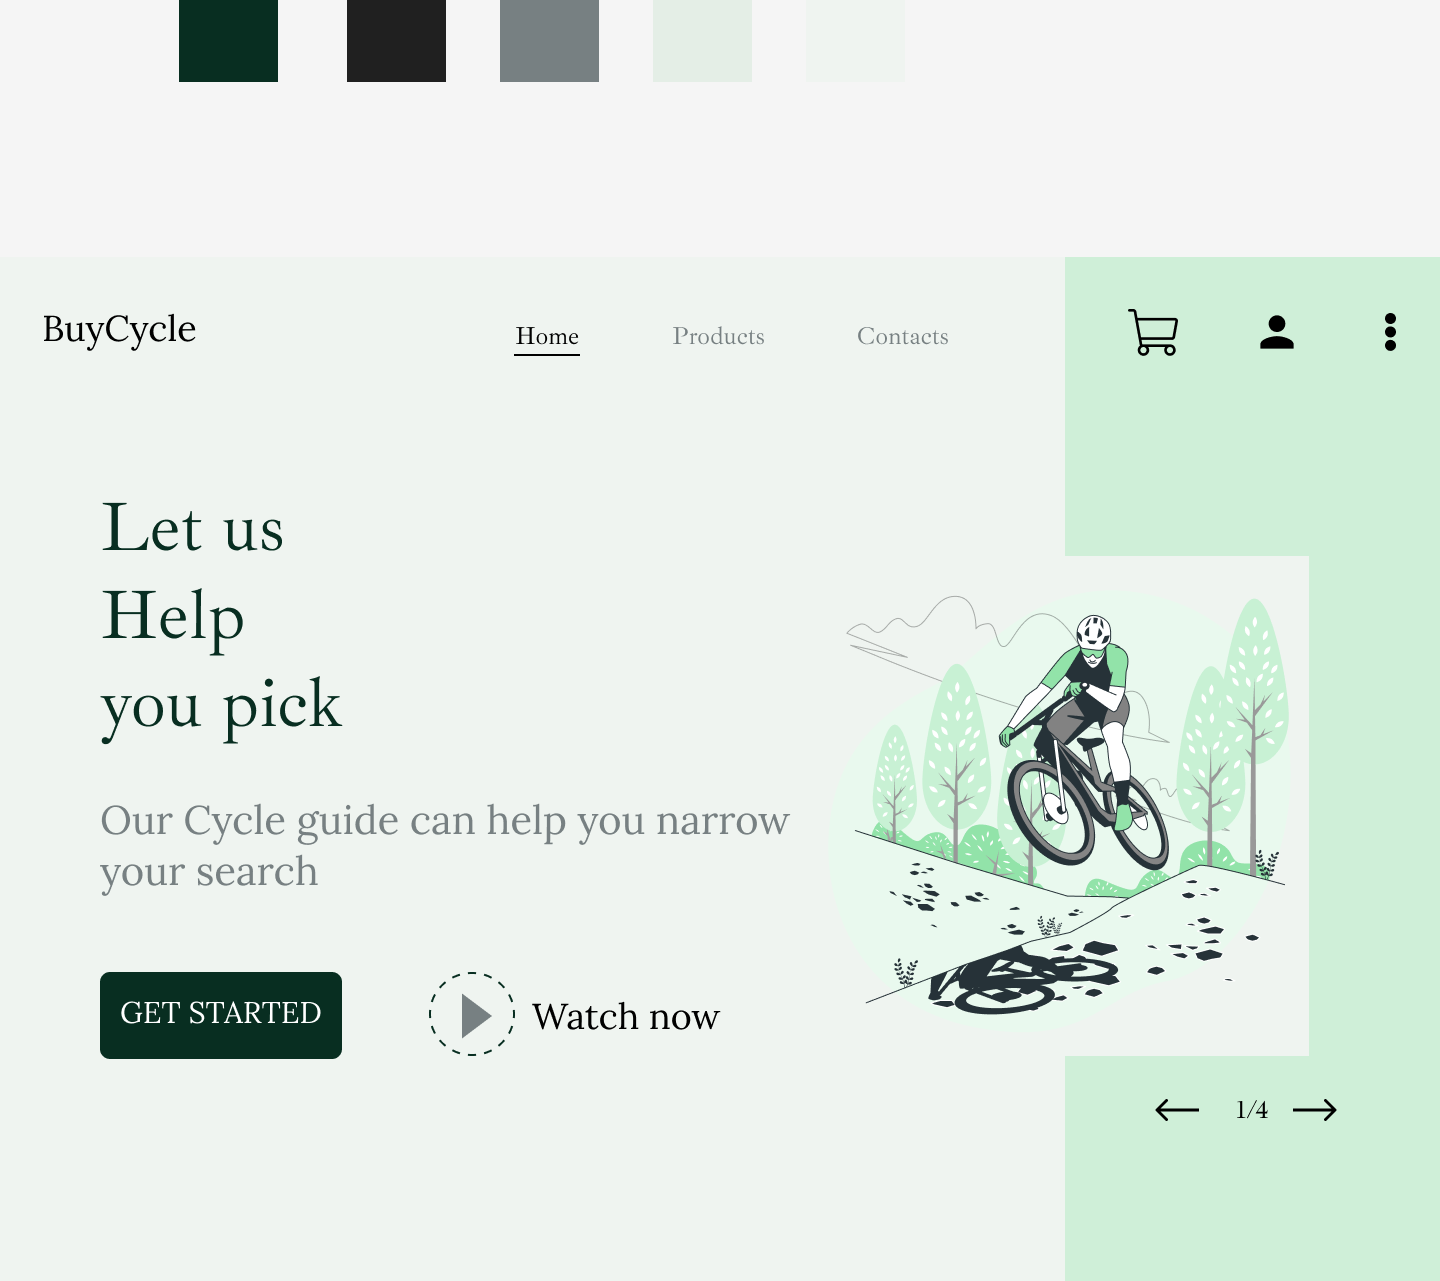 BuyCycle
Home
Products
Contacts
Let us
Help
you pick
Our Cycle guide can help you narrow
your search
GET STARTED
Watch now
1/4